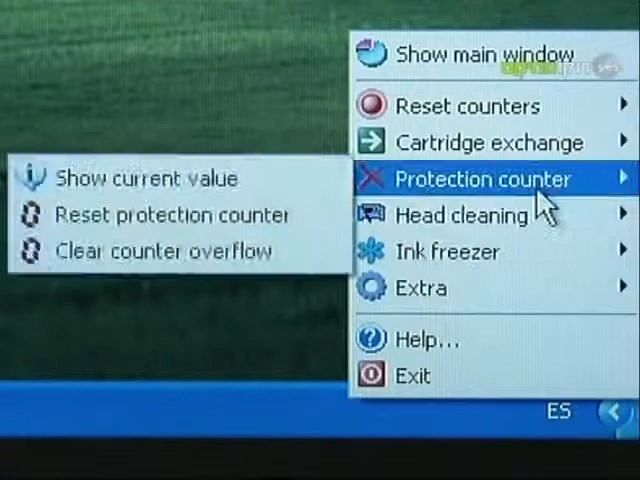 Show main window
Reset counters
Cartridge exchange
Protection counter
Head cleaning
Ink freezer
Extra
Help...
Exit
Show current value
Reset protection counter
Clear counter overflow
ES